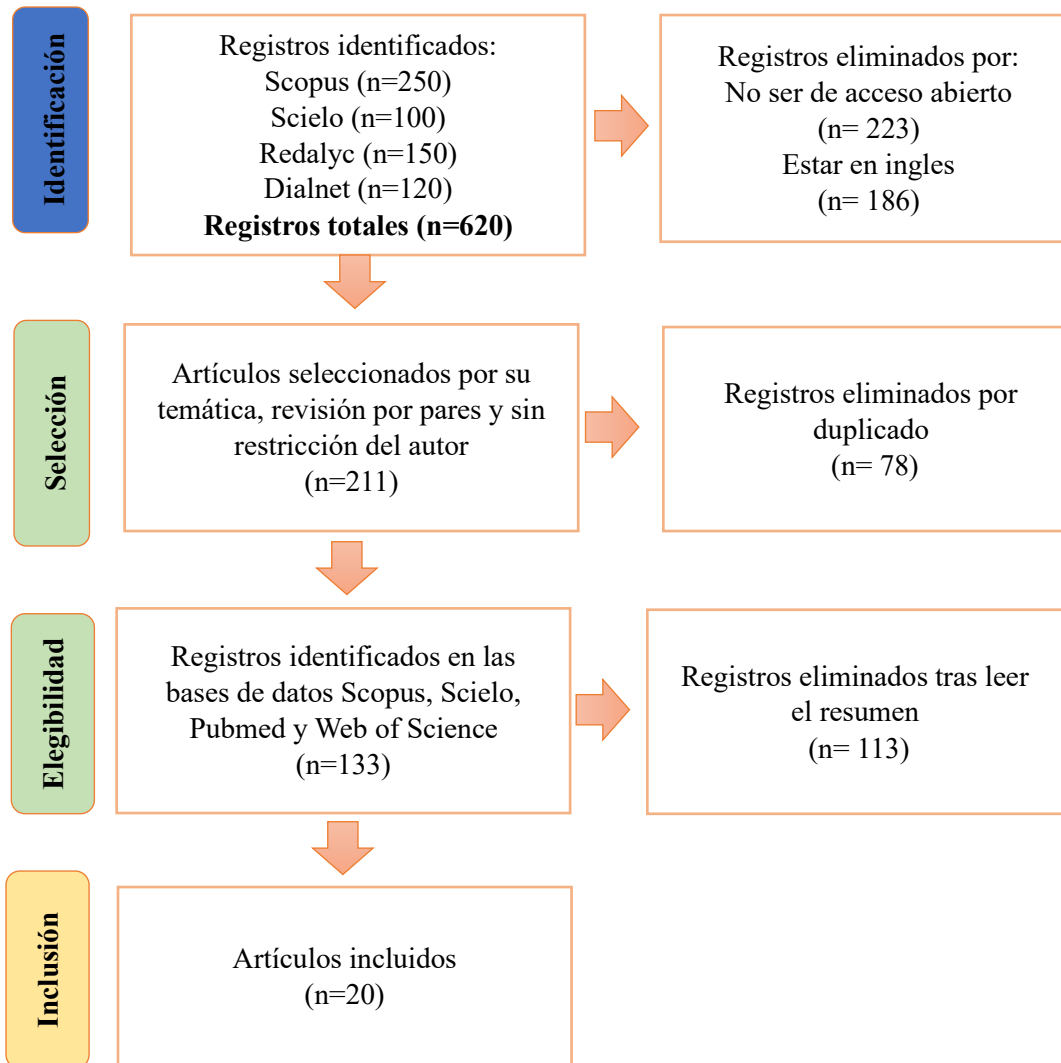 Identificación
Registros identificados:
Scopus (n=250)
Scielo (n=100)
Redalyc (n=150)
Dialnet (n=120)
Registros totales (n=620)
Registros eliminados por:
No ser de acceso abierto
(n= 223)
Estar en ingles
(n= 186)
Selección
Artículos seleccionados por su
temática, revisión por pares y sin
restricción del autor
(n=211)
Registros eliminados por
duplicado
(n= 78)
Elegibilidad
Registros identificados en las
bases de datos Scopus, Scielo,
Pubmed y Web of Science
(n=133)
Registros eliminados tras leer
el resumen
(n= 113)
Inclusión
Artículos incluidos
(n=20)